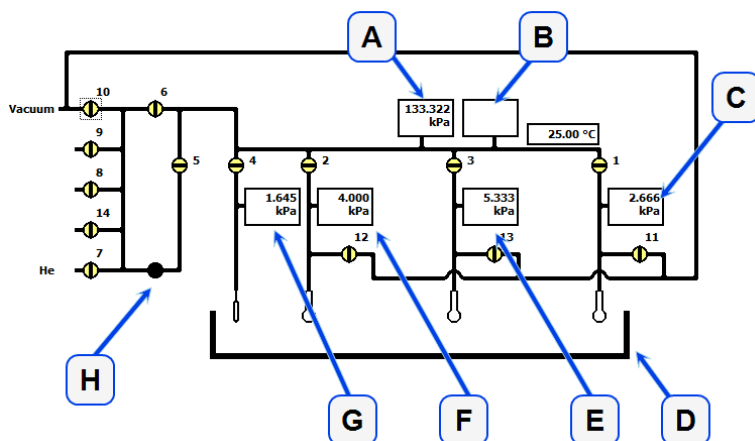 A
B
C
10
6
Vacuum
133.322
kPa
25.00 °C
9
5
4
2
3
1
8
14
1.645
kPa
4.000
kPa
5.333
kPa
2.666
kPa
12
13
11
He
7
H
G
F
E
D